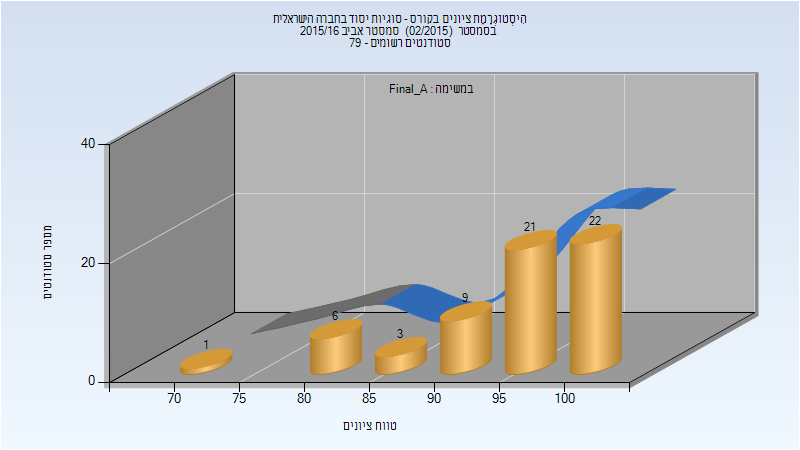 היסטוגרמת ציונים בקורס - סוגיות יסוד בחברה הישראלית
בסמסטר (02/2015) סמסטר אביב 2015/16
סטודנטים רשומים - 79
במשימה : Final_A
מספר סטודנטים
40
20
0
1
6
3
9
21
22
70 75 80 85 90 95 100
טווח ציונים